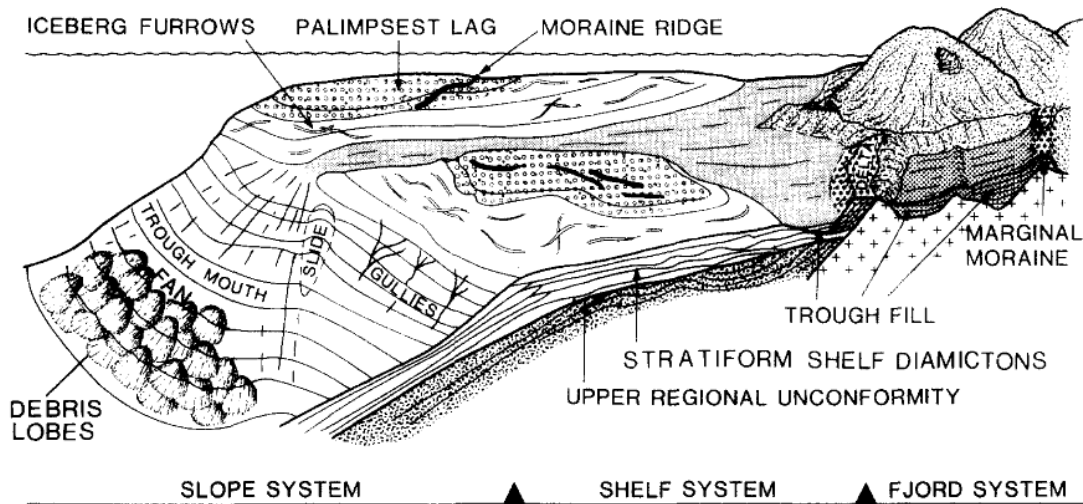 ICEBERG FURROWS
PALIMPSEST LAG
MORAINE RIDGE
DELTA
SLIDE
GULLIES
TROUGH MOUTH
FAN
MARGINAL
MORAINE
TROUGH FILL
STRATIFORM SHELF DIAMICTONS
UPPER REGIONAL UNCONFORMITY
DEBRIS
LOBES
SLOPE SYSTEM
SHELF SYSTEM
FJORD SYSTEM